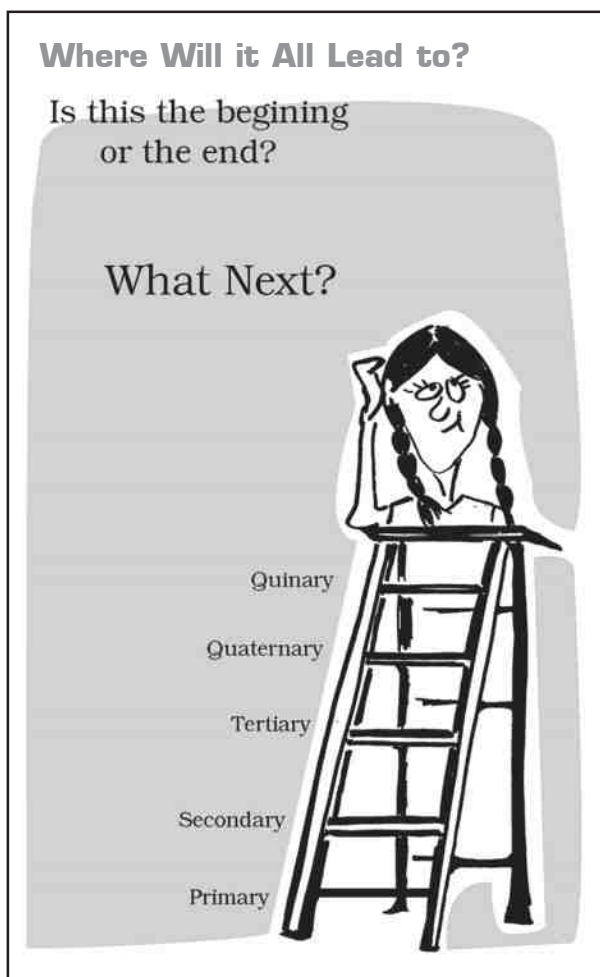 Where Will it All Lead to?
Is this the begining
or the end?
What Next?
Quinary
Quaternary
Tertiary
Secondary
Primary